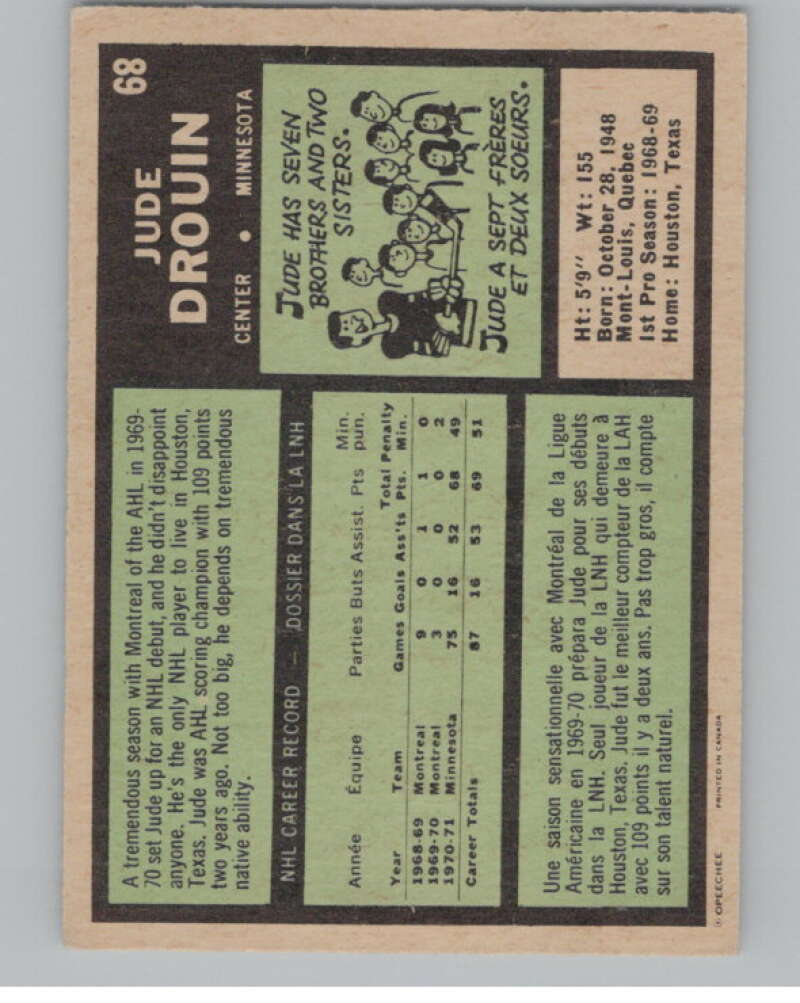 68
JUDE
DROUIN
CENTER • MINNESOTA
A tremendous season with Montreal of the AHL in 1969-
70 set Jude up for an NHL debut, and he didn't disappoint
anyone. He's the only NHL player to live in Houston,
Texas. Jude was AHL scoring champion with 109 points
two years ago. Not too big, he depends on tremendous
native ability.
JUDE HAS SEVEN
BROTHERS AND TWO
SISTERS.
JUDE A SEPT FRÈRES
ET DEUX SOEURS.
NHL CAREER RECORD — DOSSIER DANS LA LNH
Année Équipe Parties Buts Assist. Pts Min. pun.
Year Team Games Goals Ass'ts Total Pts. Penalty Min.
1968-69 Montreal 9 0 1 1 0
1969-70 Montreal 3 0 0 0 2
1970-71 Minnesota 75 16 52 68 49
Career Totals 87 16 53 69 51
Ht: 5'9" Wt: 155
Born: October 28, 1948
Mont-Louis, Quebec
1st Pro Season: 1968-69
Home: Houston, Texas
Une saison sensationnelle avec Montréal de la Ligue
Américaine en 1969-70 prépara Jude pour ses débuts
dans la LNH. Seul joueur de la LNH qui demeure à
Houston, Texas. Jude fut le meilleur compteur de la LAH
avec 109 points il y a deux ans. Pas trop gros, il compte
sur son talent naturel.
© OPEECHEE PRINTED IN CANADA